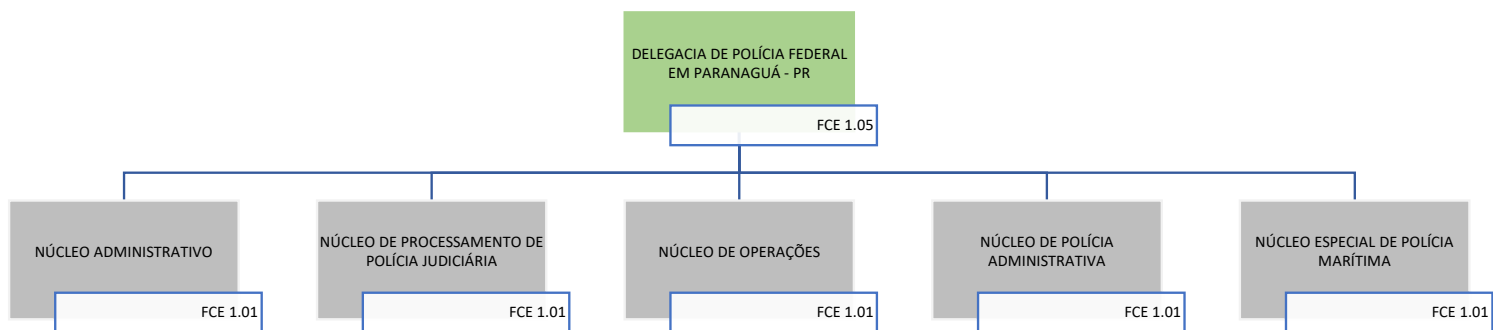 DELEGACIA DE POLÍCIA FEDERAL
EM PARANAGUÁ - PR
FCE 1.05
NÚCLEO ADMINISTRATIVO
FCE 1.01
NÚCLEO DE PROCESSAMENTO DE
POLÍCIA JUDICIÁRIA
FCE 1.01
NÚCLEO DE OPERAÇÕES
FCE 1.01
NÚCLEO DE POLÍCIA
ADMINISTRATIVA
FCE 1.01
NÚCLEO ESPECIAL DE POLÍCIA
MARÍTIMA
FCE 1.01